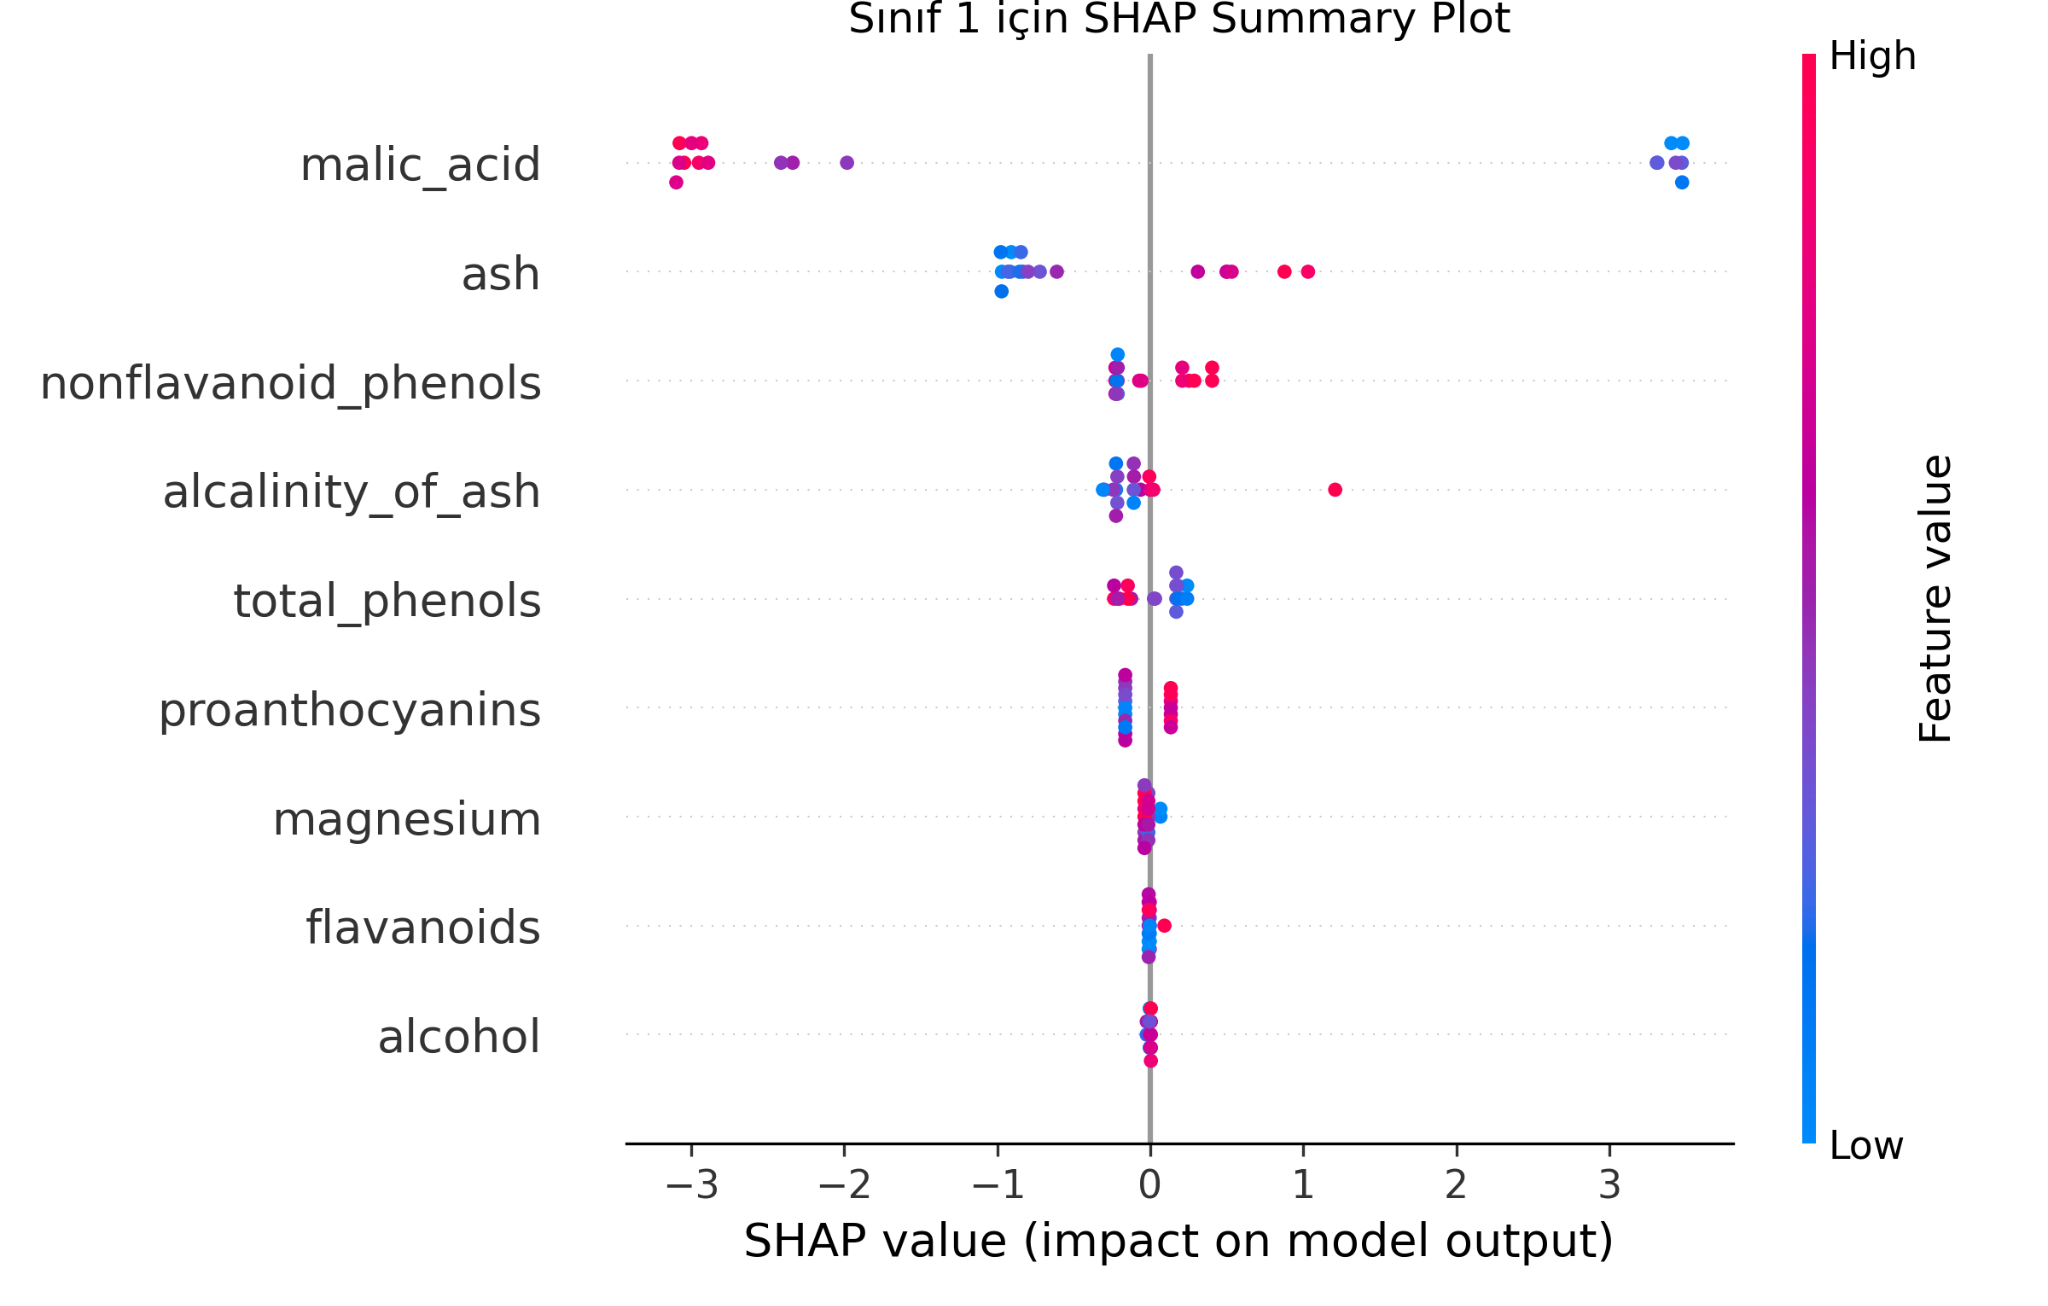 Sınıf 1 için SHAP Summary Plot
High
malic_acid
ash
nonflavanoid_phenols
alcalinity_of_ash
total_phenols
proanthocyanins
magnesium
flavanoids
alcohol
Feature value
Low
−3 −2 −1 0 1 2 3
SHAP value (impact on model output)